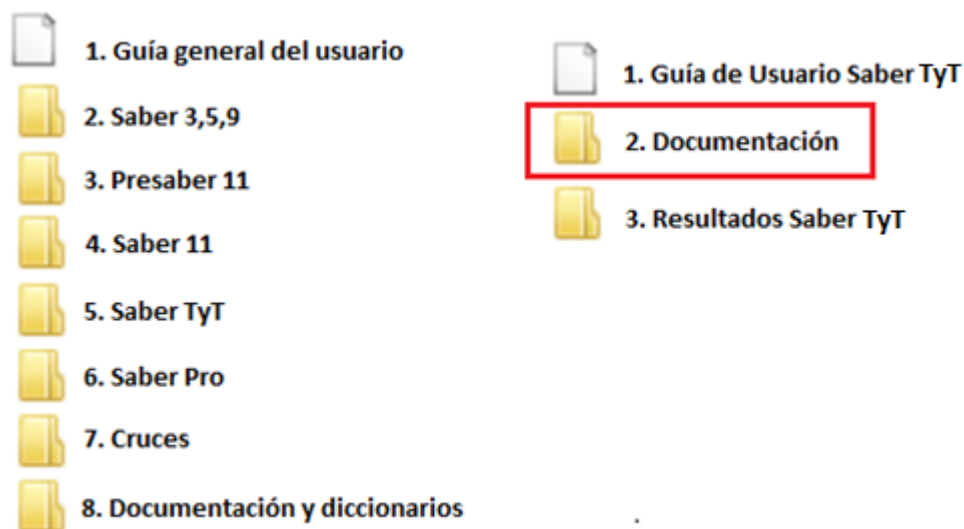 1. Guía general del usuario
2. Saber 3,5,9
3. Presaber 11
4. Saber 11
5. Saber TyT
6. Saber Pro
7. Cruces
8. Documentación y diccionarios
1. Guía de Usuario Saber TyT
2. Documentación
3. Resultados Saber TyT
.